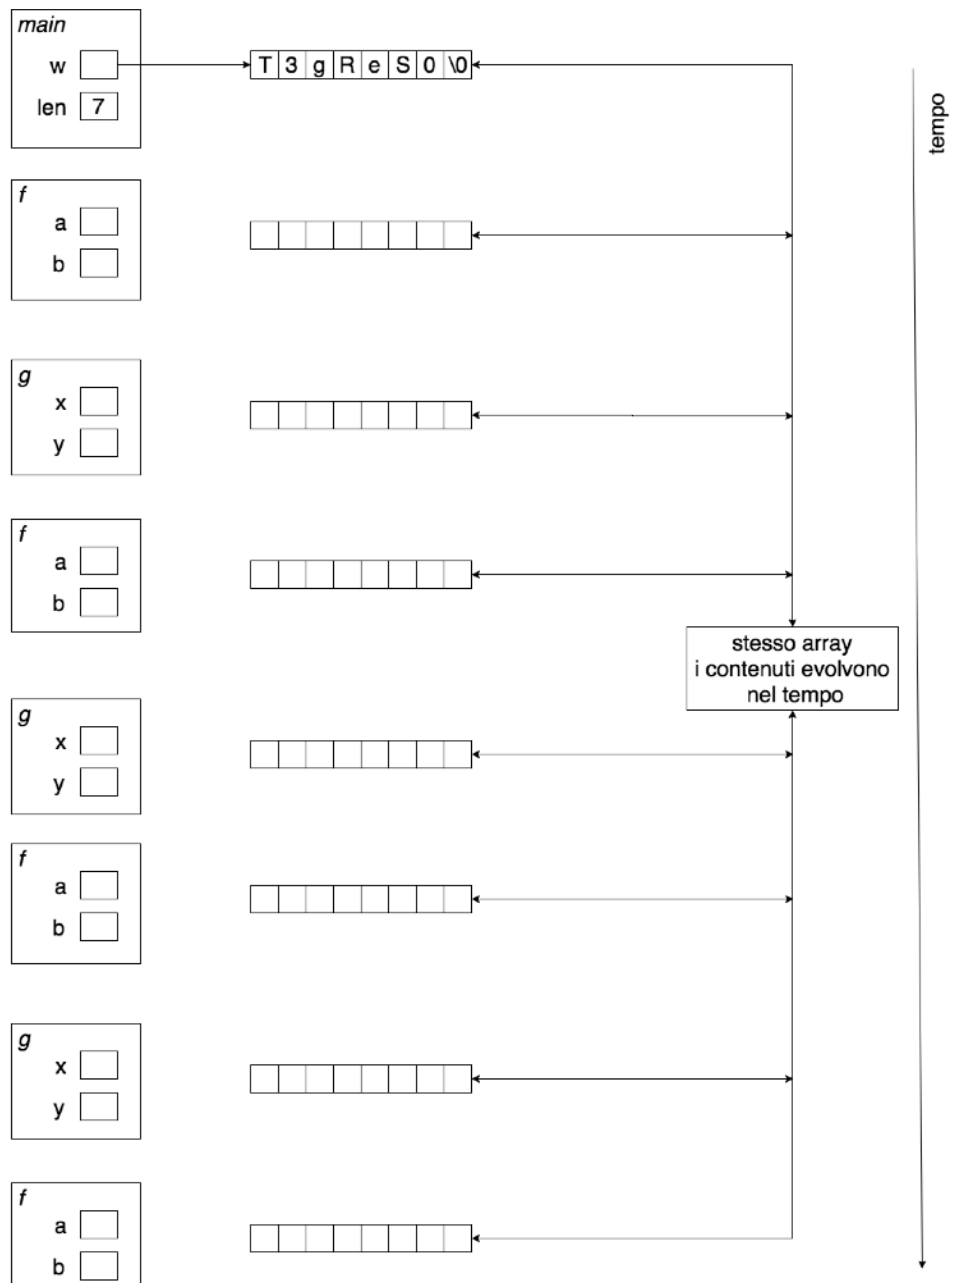 main
w T 3 g R e S 0 \0
len 7
tempo
f
a
b
g
x
y
f
a
b
stesso array
i contenuti evolvono
nel tempo
g
x
y
f
a
b
g
x
y
f
a
b